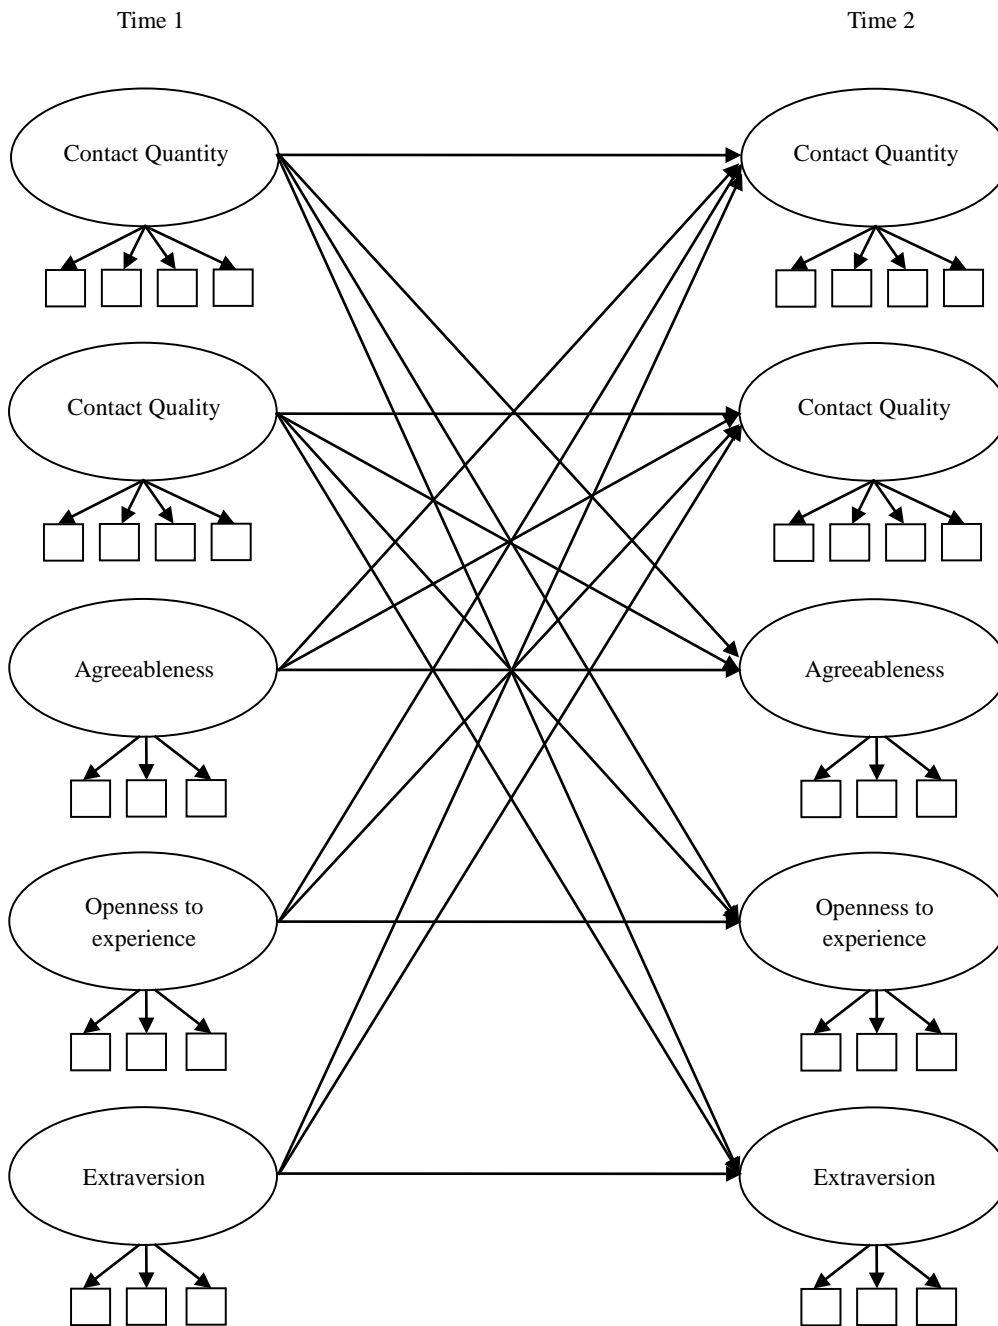 Time 1
Time 2
Contact Quantity
Contact Quantity
Contact Quality
Contact Quality
Agreeableness
Agreeableness
Openness to
experience
Openness to
experience
Extraversion
Extraversion